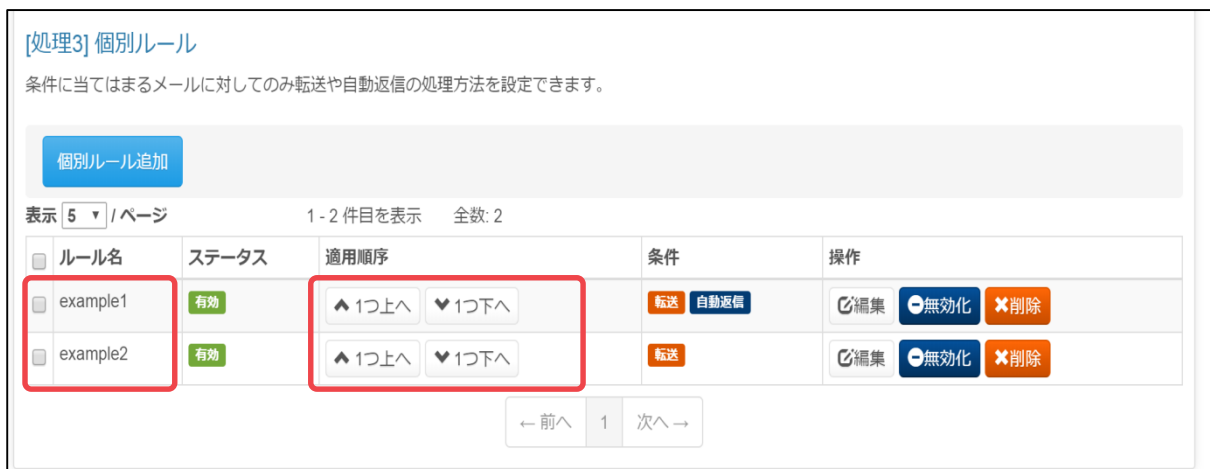 [処理3] 個別ルール
条件に当てはまるメールに対してのみ転送や自動返信の処理方法を設定できます。
個別ルール追加
表示 5 / ページ 1 - 2 件目を表示 全数: 2
ルール名 ステータス 適用順序 条件 操作
example1 有効 1つ上へ 1つ下へ 転送 自動返信 編集 無効化 削除
example2 有効 1つ上へ 1つ下へ 転送 編集 無効化 削除
←前へ 1 次へ→